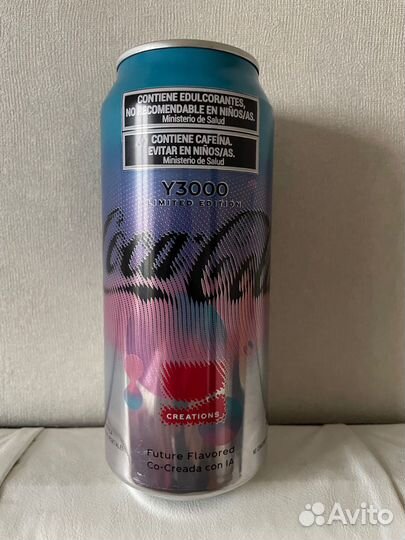 CONTIENE EDULCORANTES,
NO RECOMENDABLE EN NIÑOS/AS.
Ministerio de Salud
CONTIENE CAFEÍNA.
EVITAR EN NIÑOS/AS.
Ministerio de Salud
Y3000
LIMITED EDITION
Coca-Cola
CREATIONS
Future Flavored
Co-Creada con IA
Avito